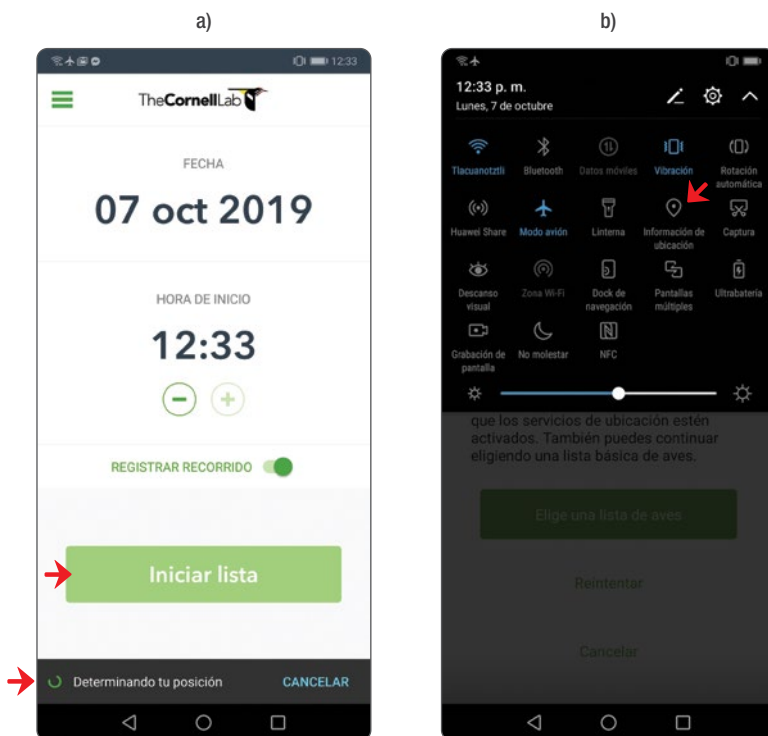 a)
12:33
TheCornellLab
FECHA
07 oct 2019
HORA DE INICIO
12:33
REGISTRAR RECORRIDO
Iniciar lista
Determinando tu posición
CANCELAR
b)
12:33 p. m.
Lunes, 7 de octubre
Tlacuanotztli
Bluetooth
Datos móviles
Vibración
Rotación
automática
Huawei Share
Modo avión
Linterna
Información de
ubicación
Captura
Descanso
visual
Zona Wi-Fi
Dock de
navegación
Pantallas
múltiples
Ultrabatería
Grabación de
pantalla
No molestar
NFC
que los servicios de ubicación estén
activados. También puedes continuar
eligiendo una lista básica de aves.
Elige una lista de aves
Reintentar
Cancelar